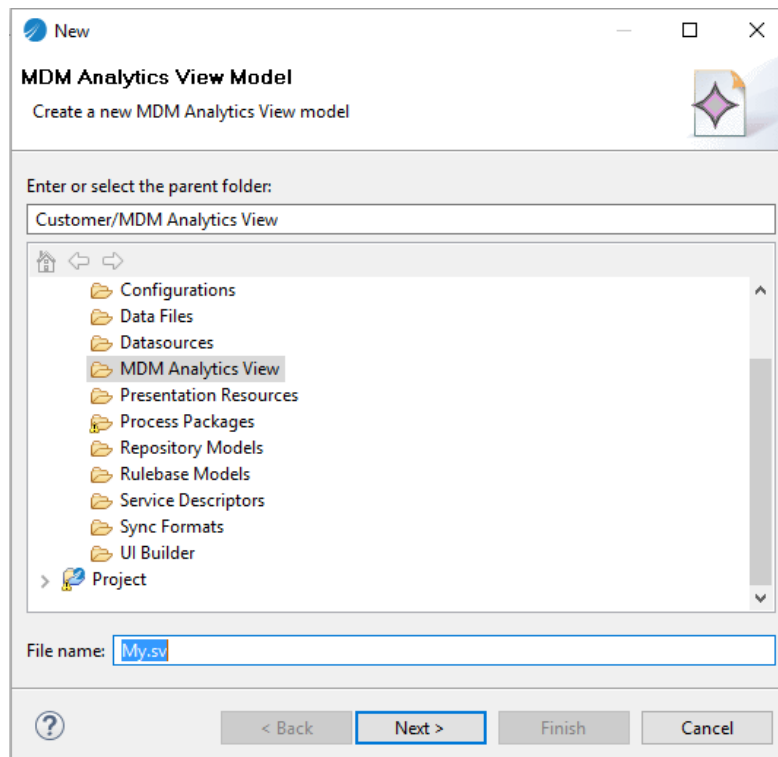 New
MDM Analytics View Model
Create a new MDM Analytics View model
Enter or select the parent folder:
Customer/MDM Analytics View
Configurations
Data Files
Datasources
MDM Analytics View
Presentation Resources
Process Packages
Repository Models
Rulebase Models
Service Descriptors
Sync Formats
UI Builder
Project
File name: My.sv
? < Back Next > Finish Cancel